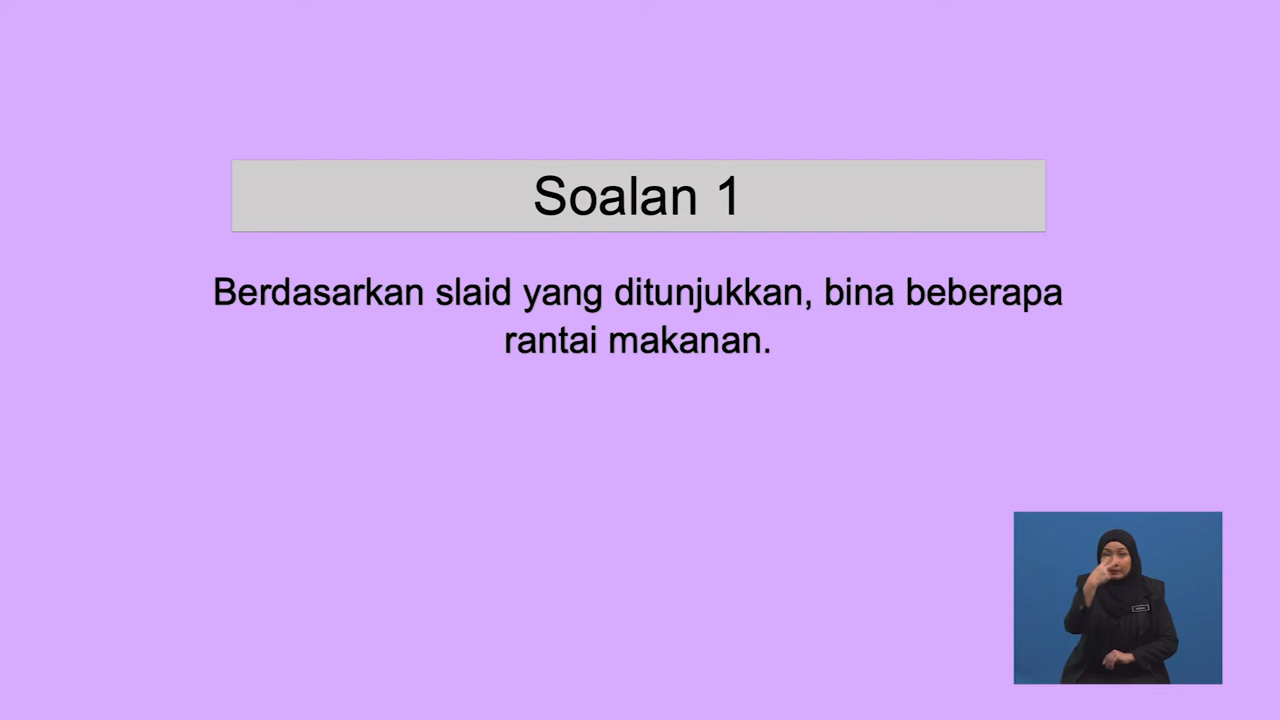 Soalan 1
Berdasarkan slaid yang ditunjukkan, bina beberapa
rantai makanan.